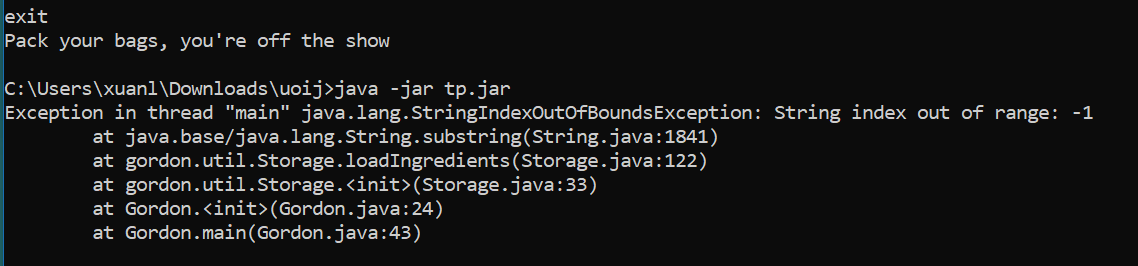 exit
Pack your bags, you're off the show
C:\Users\xuanl\Downloads\uoij>java -jar tp.jar
Exception in thread "main" java.lang.StringIndexOutOfBoundsException: String index out of range: -1
at java.base/java.lang.String.substring(String.java:1841)
at gordon.util.Storage.loadIngredients(Storage.java:122)
at gordon.util.Storage.<init>(Storage.java:33)
at Gordon.<init>(Gordon.java:24)
at Gordon.main(Gordon.java:43)